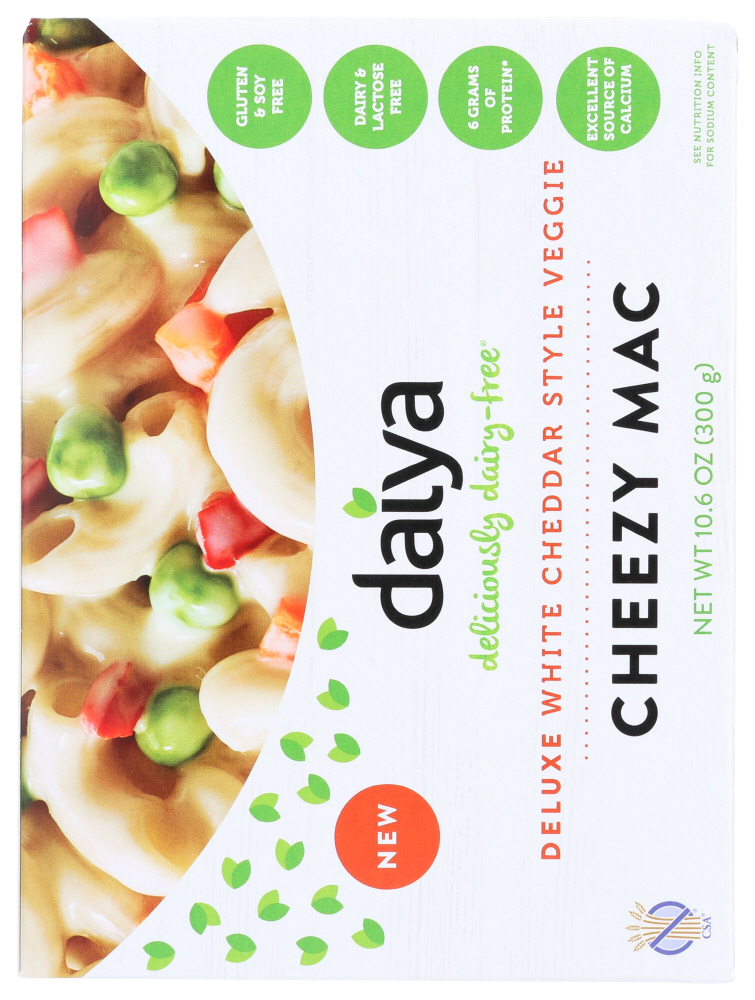 NEW
daiya
deliciously dairy-free®
DELUXE WHITE CHEDDAR STYLE VEGGIE
CHEEZY MAC
NET WT 10.6 OZ (300 g)
GLUTEN
& SOY
FREE
DAIRY &
LACTOSE
FREE
6 GRAMS
OF
PROTEIN*
EXCELLENT
SOURCE OF
CALCIUM
SEE NUTRITION INFO
FOR SODIUM CONTENT
CSA®